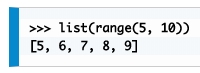 >>> list(range(5, 10))
[5, 6, 7, 8, 9]